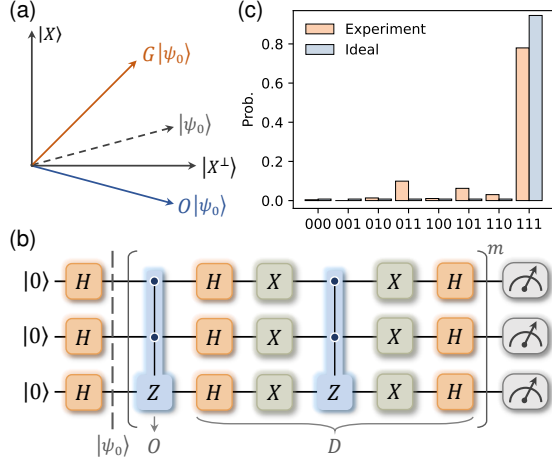 (a)
|X⟩
G|ψ₀⟩
|ψ₀⟩
|X^⊥⟩
O|ψ₀⟩
(c)
Prob.
0.8
0.6
0.4
0.2
0.0
Experiment
Ideal
000 001 010 011 100 101 110 111
(b)
m
|0⟩ H H X X H
|0⟩ H H X X H
|0⟩ H Z H X Z X H
|ψ₀⟩ O D